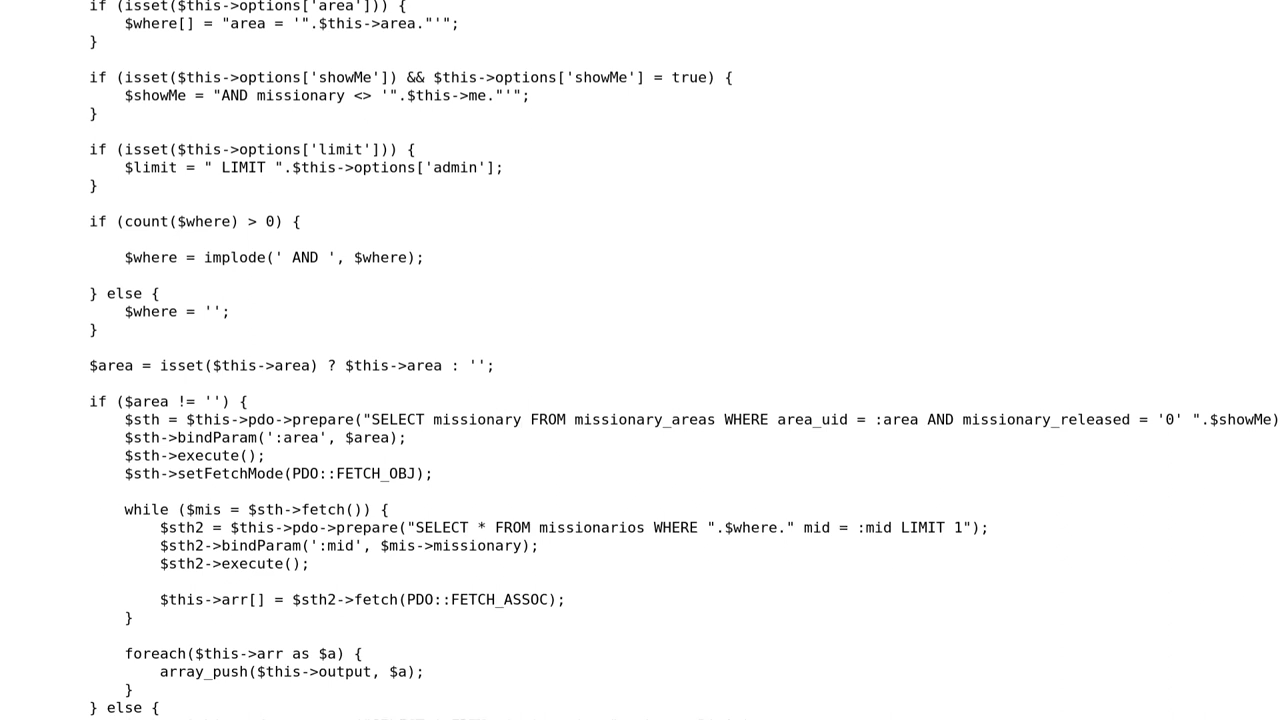 if (isset($this->options['area'])) {
$where[] = "area = '".$this->area."'";
}
if (isset($this->options['showMe']) && $this->options['showMe'] = true) {
$showMe = "AND missionary <> '".$this->me."'";
}
if (isset($this->options['limit'])) {
$limit = " LIMIT ".$this->options['admin'];
}
if (count($where) > 0) {
$where = implode(' AND ', $where);
} else {
$where = '';
}
$area = isset($this->area) ? $this->area : '';
if ($area != '') {
$sth = $this->pdo->prepare("SELECT missionary FROM missionary_areas WHERE area_uid = :area AND missionary_released = '0' ".$showMe)
$sth->bindParam(':area', $area);
$sth->execute();
$sth->setFetchMode(PDO::FETCH_OBJ);
while ($mis = $sth->fetch()) {
$sth2 = $this->pdo->prepare("SELECT * FROM missionarios WHERE ".$where." mid = :mid LIMIT 1");
$sth2->bindParam(':mid', $mis->missionary);
$sth2->execute();
$this->arr[] = $sth2->fetch(PDO::FETCH_ASSOC);
}
foreach($this->arr as $a) {
array_push($this->output, $a);
}
} else {